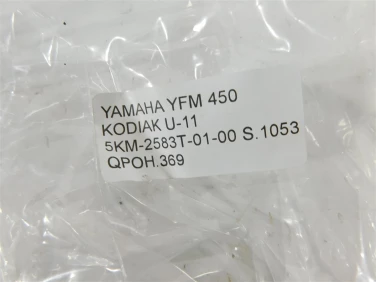 YAMAHA YFM 450
KODIAK U-11
5KM-2583T-01-00 S.1053
QPOH.369